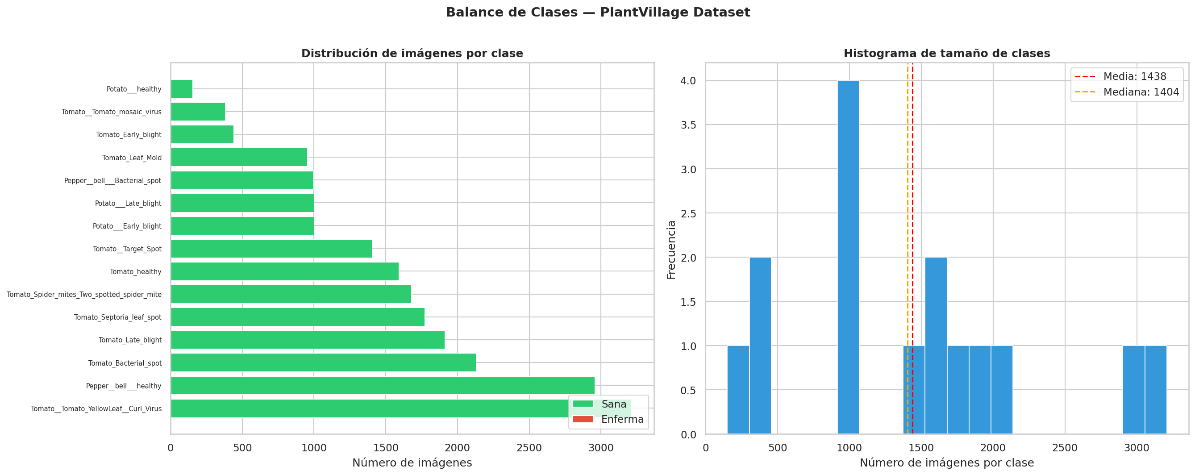 Balance de Clases — PlantVillage Dataset
Distribución de imágenes por clase
Potato___healthy
Tomato__Tomato_mosaic_virus
Tomato_Early_blight
Tomato_Leaf_Mold
Pepper__bell___Bacterial_spot
Potato___Late_blight
Potato___Early_blight
Tomato__Target_Spot
Tomato_healthy
Tomato_Spider_mites_Two_spotted_spider_mite
Tomato_Septoria_leaf_spot
Tomato_Late_blight
Tomato_Bacterial_spot
Pepper__bell___healthy
Tomato__Tomato_YellowLeaf__Curl_Virus
Sana
Enferma
0 500 1000 1500 2000 2500 3000
Número de imágenes
Histograma de tamaño de clases
Media: 1438
Mediana: 1404
Frecuencia
4.0
3.5
3.0
2.5
2.0
1.5
1.0
0.5
0.0
0 500 1000 1500 2000 2500 3000
Número de imágenes por clase